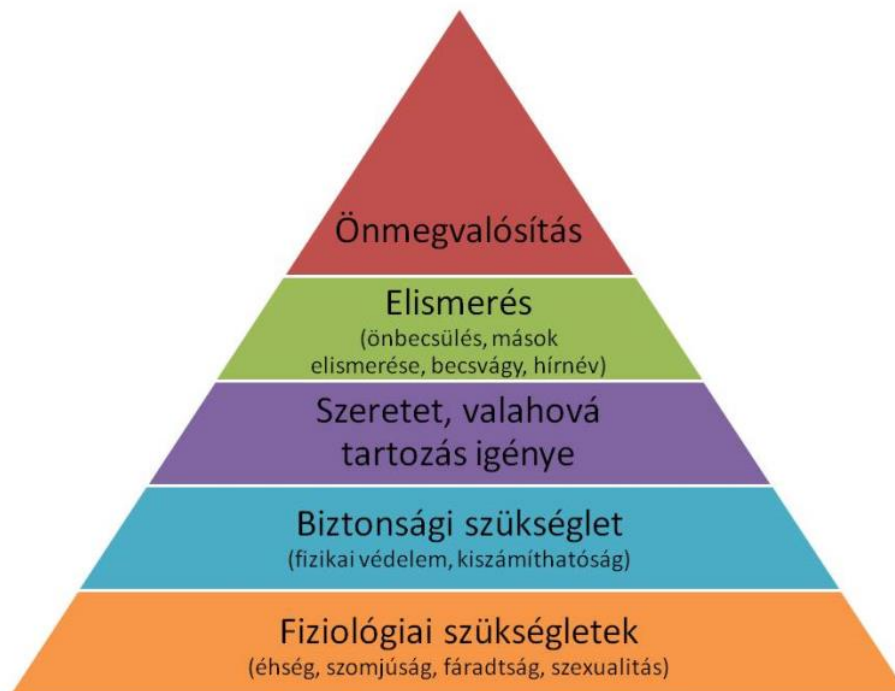 Önmegvalósítás
Elismerés
(önbecsülés, mások
elismerése, becsvágy, hírnév)
Szeretet, valahová
tartozás igénye
Biztonsági szükséglet
(fizikai védelem, kiszámíthatóság)
Fiziológiai szükségletek
(éhség, szomjúság, fáradtság, szexualitás)